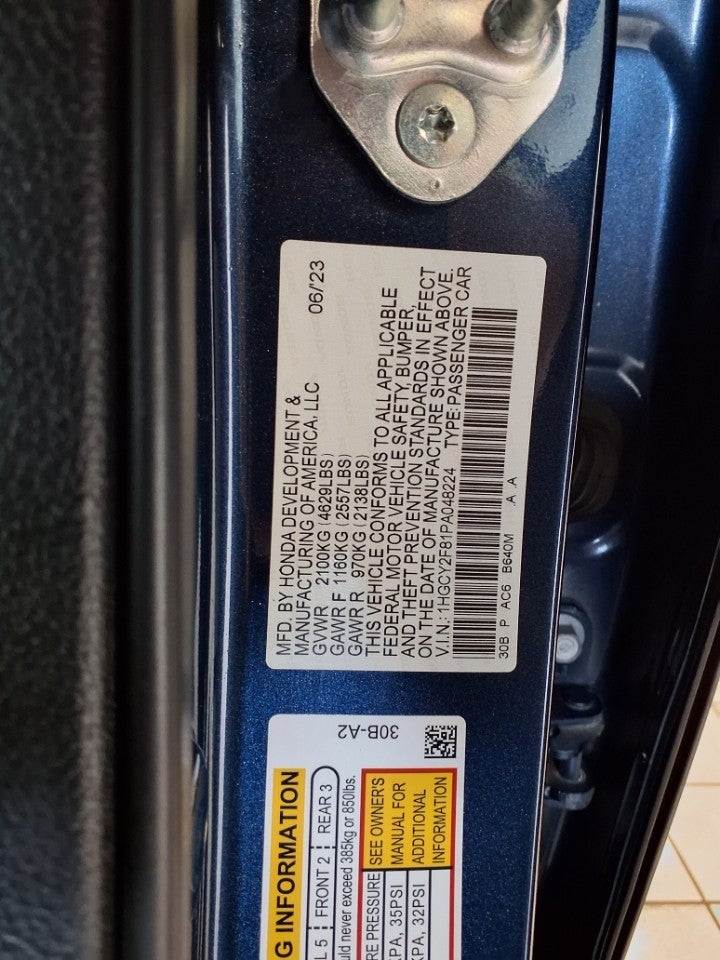 MFD. BY HONDA DEVELOPMENT &
MANUFACTURING OF AMERICA, LLC 06/'23
GVWR 2100KG (4629LBS)
GAWR F 1160KG (2557LBS)
GAWR R 970KG (2138LBS)
THIS VEHICLE CONFORMS TO ALL APPLICABLE
FEDERAL MOTOR VEHICLE SAFETY, BUMPER,
AND THEFT PREVENTION STANDARDS IN EFFECT
ON THE DATE OF MANUFACTURE SHOWN ABOVE.
V.I.N.: 1HGCY2F81PA048224 TYPE: PASSENGER CAR
30B P AC6 B640M .A .A
G INFORMATION 30B-A2
L 5 FRONT 2 REAR 3
uld never exceed 385kg or 850lbs.
RE PRESSURE
KPA, 35PSI
KPA, 32PSI
SEE OWNER'S
MANUAL FOR
ADDITIONAL
INFORMATION